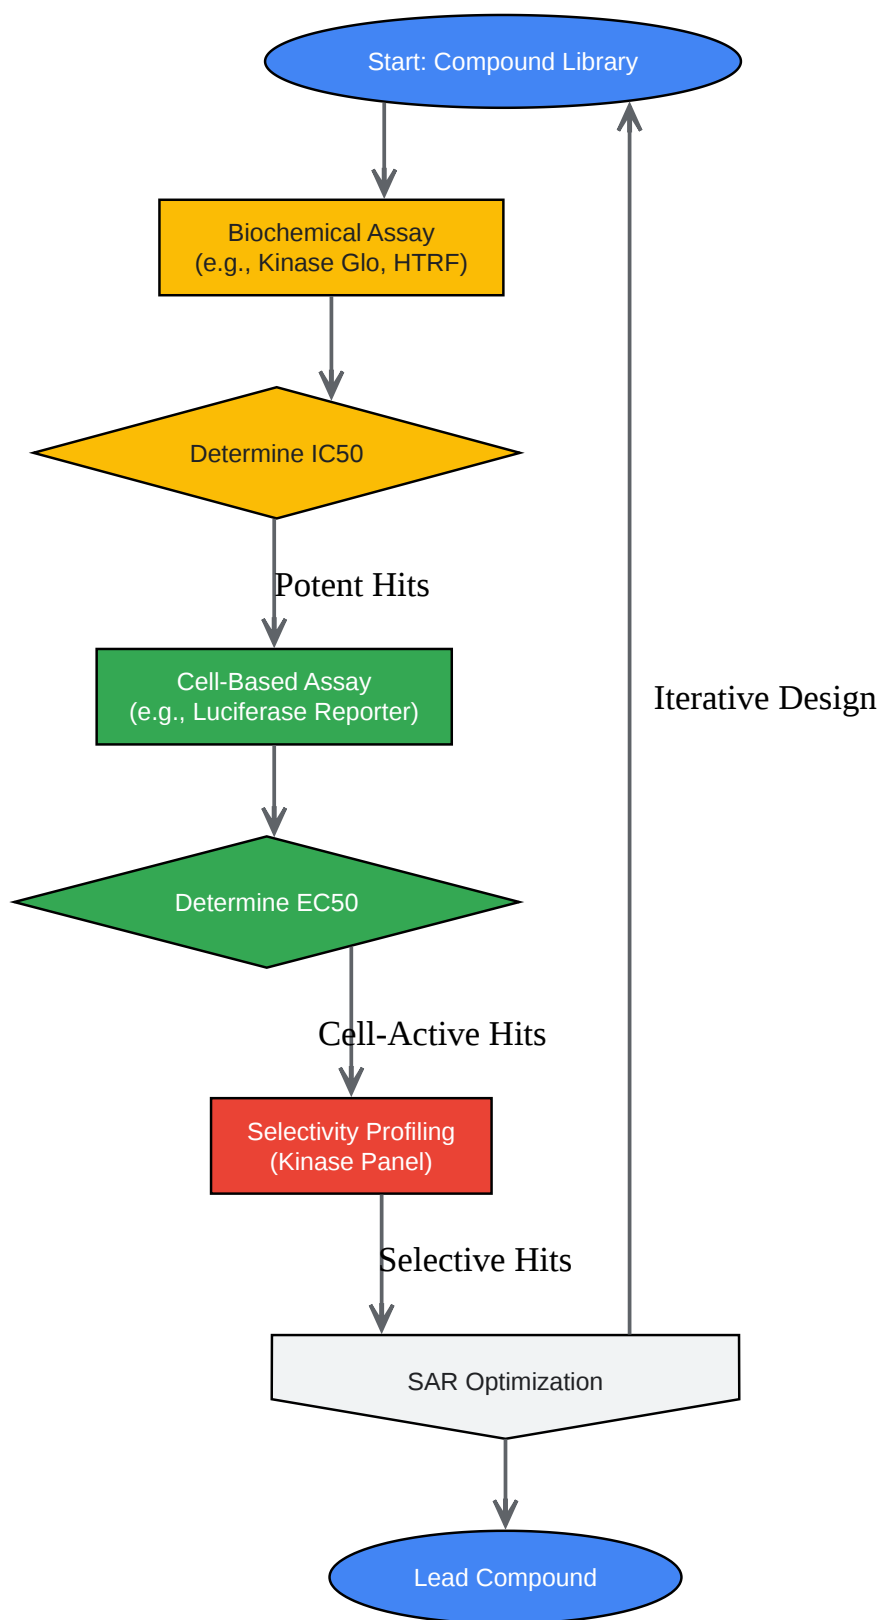 Start: Compound Library
Biochemical Assay
(e.g., Kinase Glo, HTRF)
Determine IC50
Potent Hits
Cell-Based Assay
(e.g., Luciferase Reporter)
Iterative Design
Determine EC50
Cell-Active Hits
Selectivity Profiling
(Kinase Panel)
Selective Hits
SAR Optimization
Lead Compound